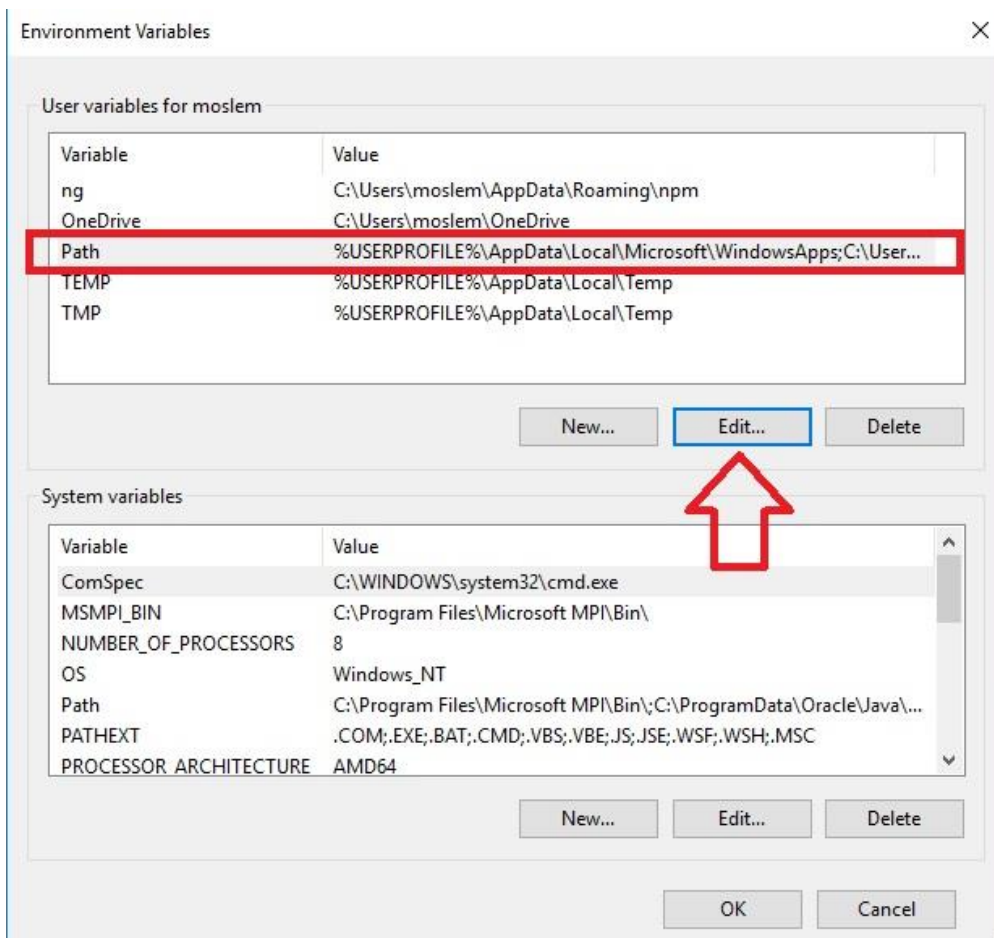 Environment Variables
User variables for moslem
Variable Value
ng C:\Users\moslem\AppData\Roaming\npm
OneDrive C:\Users\moslem\OneDrive
Path %USERPROFILE%\AppData\Local\Microsoft\WindowsApps;C:\User...
TEMP %USERPROFILE%\AppData\Local\Temp
TMP %USERPROFILE%\AppData\Local\Temp
New... Edit... Delete
System variables
Variable Value
ComSpec C:\WINDOWS\system32\cmd.exe
MSMPI_BIN C:\Program Files\Microsoft MPI\Bin\
NUMBER_OF_PROCESSORS 8
OS Windows_NT
Path C:\Program Files\Microsoft MPI\Bin\;C:\ProgramData\Oracle\Java\...
PATHEXT .COM;.EXE;.BAT;.CMD;.VBS;.VBE;.JS;.JSE;.WSF;.WSH;.MSC
PROCESSOR_ARCHITECTURE AMD64
New... Edit... Delete
OK Cancel